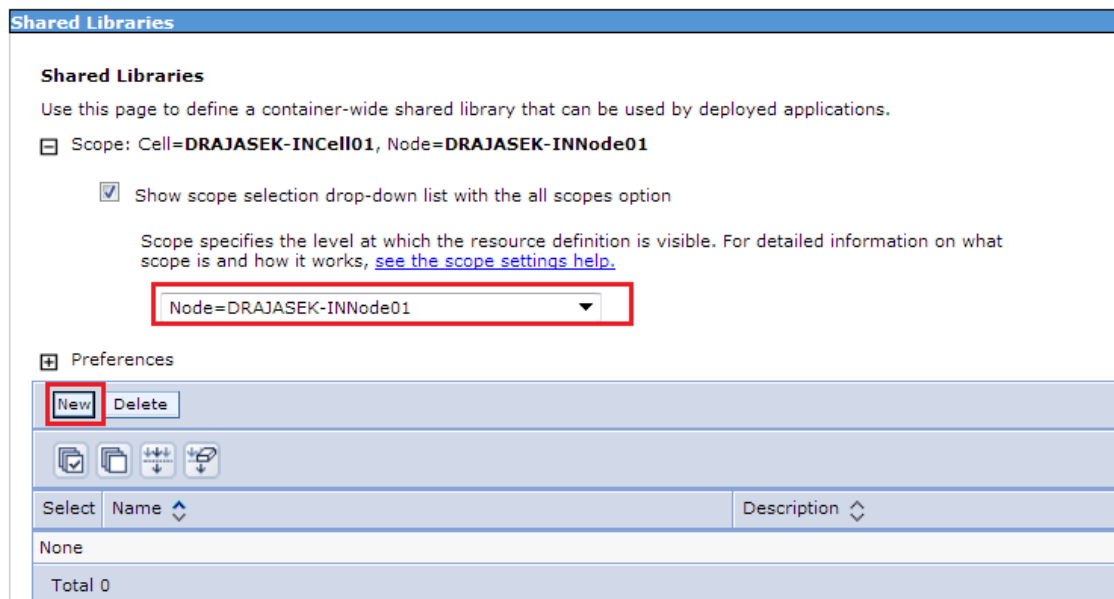 Shared Libraries
Shared Libraries
Use this page to define a container-wide shared library that can be used by deployed applications.
Scope: Cell=DRAJASEK-INCell01, Node=DRAJASEK-INNode01
Show scope selection drop-down list with the all scopes option
Scope specifies the level at which the resource definition is visible. For detailed information on what
scope is and how it works, see the scope settings help.
Node=DRAJASEK-INNode01
Preferences
New Delete
Select Name Description
None
Total 0